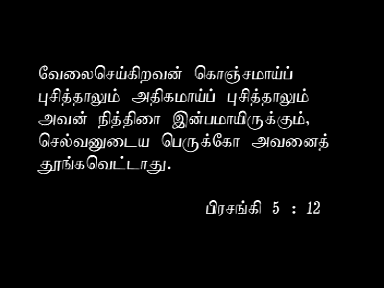 வேலைசெய்கிறவன் கொஞ்சமாய்ப்
புசித்தாலும் அதிகமாய்ப் புசித்தாலும்
அவன் நித்திரை இன்பமாயிருக்கும்,
செல்வனுடைய பெருக்கோ அவனைத்
தூங்கவெட்டாது.
பிரசங்கி 5 : 12